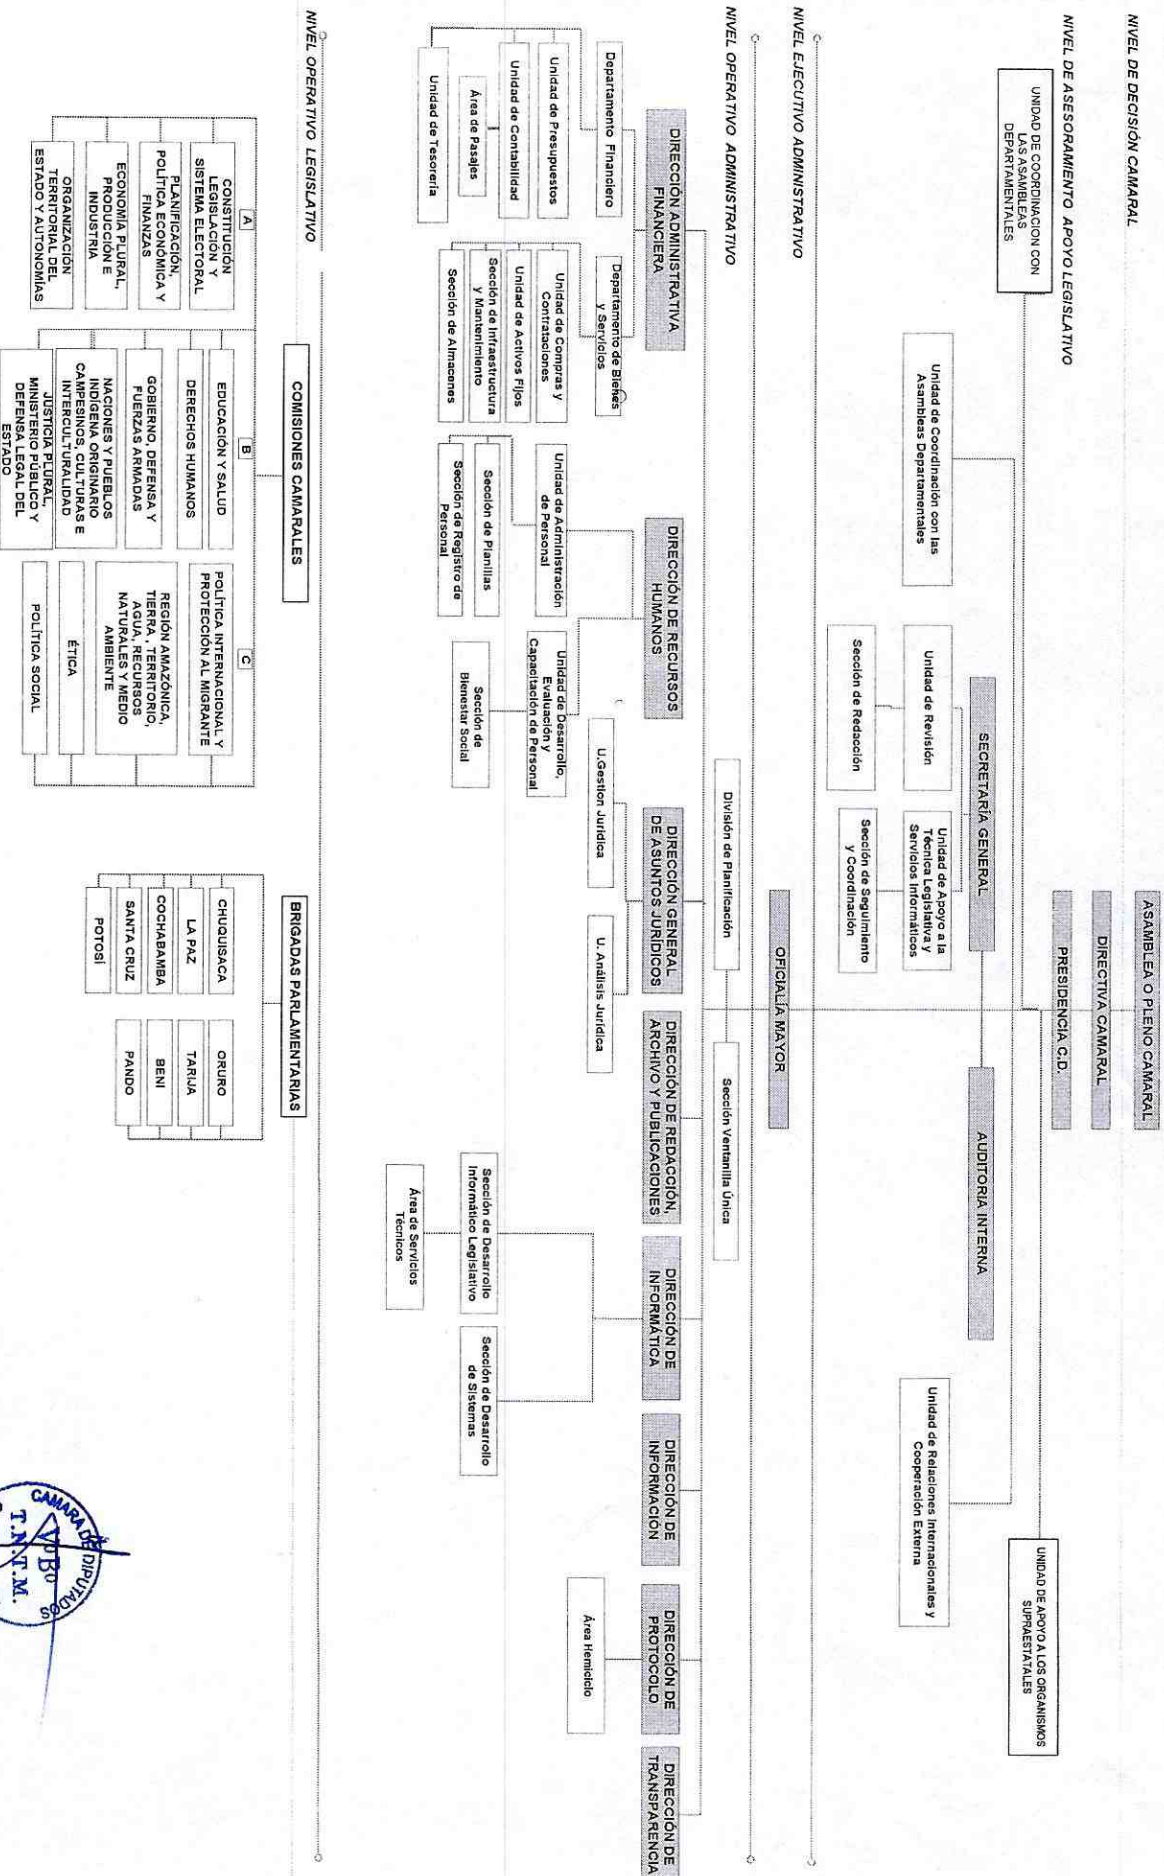 NIVEL DE DECISIÓN CAMARAL
ASAMBLEA O PLENO CAMARAL
DIRECTIVA CAMARAL
NIVEL DE ASESORAMIENTO APOYO LEGISLATIVO
PRESIDENCIA C.D.
UNIDAD DE COORDINACION CON
LAS ASAMBLEAS
DEPARTAMENTALES
UNIDAD DE APOYO A LOS ORGANISMOS
SUPRAESTATALES
SECRETARÍA GENERAL
AUDITORIA INTERNA
Unidad de Coordinación con las
Asambleas Departamentales
Unidad de Revisión
Unidad de Apoyo a la
Técnica Legislativa y
Servicios Informáticos
Unidad de Relaciones Internacionales y
Cooperación Externa
Sección de Redacción
Sección de Seguimiento
y Coordinación
NIVEL EJECUTIVO ADMINISTRATIVO
OFICIALÍA MAYOR
NIVEL OPERATIVO ADMINISTRATIVO
División de Planificación
Sección Ventanilla Única
DIRECCIÓN ADMINISTRATIVA
FINANCIERA
DIRECCIÓN DE RECURSOS
HUMANOS
DIRECCIÓN GENERAL
DE ASUNTOS JURÍDICOS
DIRECCIÓN DE REDACCIÓN,
ARCHIVO Y PUBLICACIONES
DIRECCIÓN DE
INFORMÁTICA
DIRECCIÓN DE
INFORMACIÓN
DIRECCIÓN DE
PROTOCOLO
DIRECCIÓN DE
TRANSPARENCIA
Departamento Financiero
Unidad de Presupuestos
Unidad de Contabilidad
Área de Pasajes
Unidad de Tesorería
Departamento de Bienes
y Servicios
Unidad de Compras y
Contrataciones
Unidad de Activos Fijos
Sección de Infraestructura
y Mantenimiento
Sección de Almacenes
Unidad de Administración
de Personal
Sección de Planillas
Sección de Registro de
Personal
Unidad de Desarrollo,
Evaluación y
Capacitación de Personal
Sección de
Bienestar Social
U.Gestion Juridica
U. Análisis Jurídica
Sección de Desarrollo
Informático Legislativo
Área de Servicios
Técnicos
Sección de Desarrollo
de Sistemas
Área Hemiciclo
NIVEL OPERATIVO LEGISLATIVO
COMISIONES CAMARALES
A
CONSTITUCIÓN
LEGISLACIÓN Y
SISTEMA ELECTORAL
PLANIFICACIÓN,
POLÍTICA ECONÓMICA Y
FINANZAS
ECONOMÍA PLURAL,
PRODUCCION E
INDUSTRIA
ORGANIZACIÓN
TERRITORIAL DEL
ESTADO Y AUTONOMÍAS
B
EDUCACIÓN Y SALUD
DERECHOS HUMANOS
GOBIERNO, DEFENSA Y
FUERZAS ARMADAS
NACIONES Y PUEBLOS
INDÍGENA ORIGINARIO
CAMPESINOS, CULTURAS E
INTERCULTURALIDAD
JUSTICIA PLURAL,
MINISTERIO PÚBLICO Y
DEFENSA LEGAL DEL
ESTADO
C
POLÍTICA INTERNACIONAL Y
PROTECCIÓN AL MIGRANTE
REGIÓN AMAZÓNICA,
TIERRA , TERRITORIO,
AGUA, RECURSOS
NATURALES Y MEDIO
AMBIENTE
ÉTICA
POLÍTICA SOCIAL
BRIGADAS PARLAMENTARIAS
CHUQUISACA
LA PAZ
COCHABAMBA
SANTA CRUZ
POTOSÍ
ORURO
TARIJA
BENI
PANDO
CAMARA DE DIPUTADOS
VºBº
T.N.T.M.